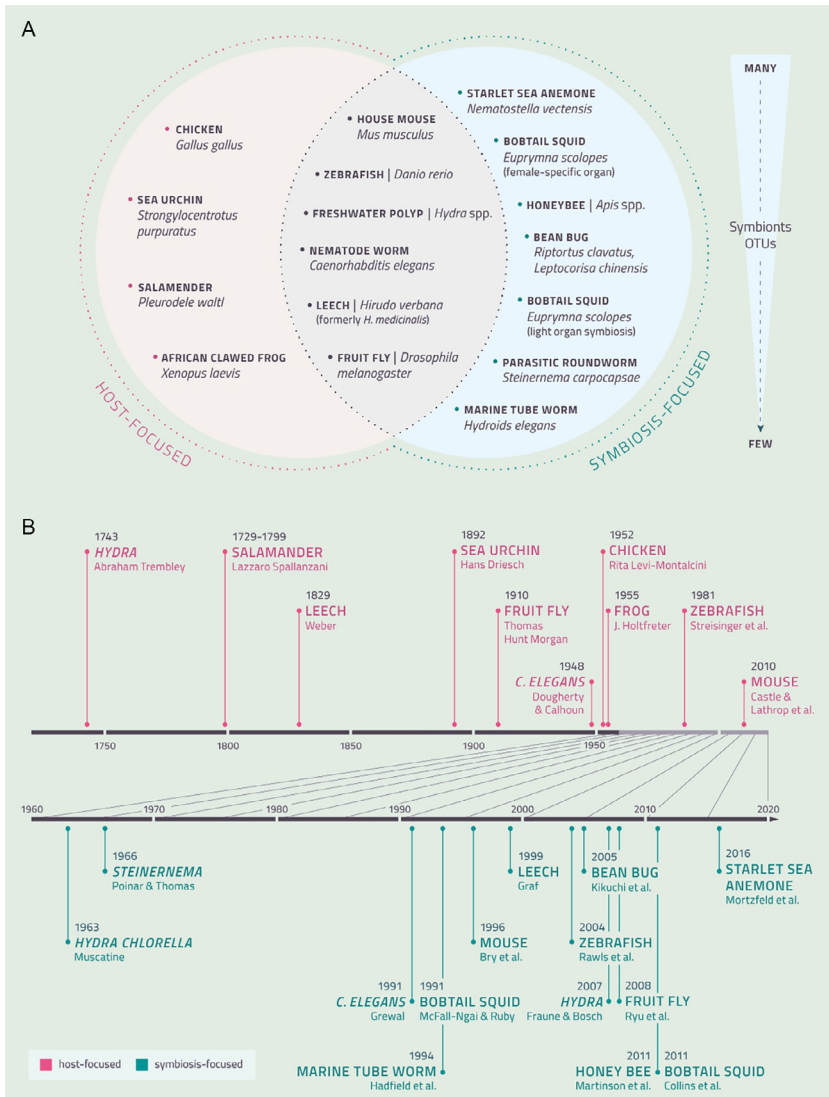 A
CHICKEN
Gallus gallus
SEA URCHIN
Strongylocentrotus
purpuratus
SALAMENDER
Pleurodele waltl
AFRICAN CLAWED FROG
Xenopus laevis
HOST-FOCUSED
HOUSE MOUSE
Mus musculus
ZEBRAFISH | Danio rerio
FRESHWATER POLYP | Hydra spp.
NEMATODE WORM
Caenorhabditis elegans
LEECH | Hirudo verbana
(formerly H. medicinalis)
FRUIT FLY | Drosophila
melanogaster
STARLET SEA ANEMONE
Nematostella vectensis
BOBTAIL SQUID
Euprymna scolopes
(female-specific organ)
HONEYBEE | Apis spp.
BEAN BUG
Riptortus clavatus,
Leptocorisa chinensis
BOBTAIL SQUID
Euprymna scolopes
(light organ symbiosis)
PARASITIC ROUNDWORM
Steinernema carpocapsae
MARINE TUBE WORM
Hydroids elegans
SYMBIOSIS-FOCUSED
MANY
Symbionts
OTUs
FEW
B
1743
HYDRA
Abraham Trembley
1729-1799
SALAMANDER
Lazzaro Spallanzani
1829
LEECH
Weber
1892
SEA URCHIN
Hans Driesch
1910
FRUIT FLY
Thomas
Hunt Morgan
1948
C. ELEGANS
Dougherty
& Calhoun
1952
CHICKEN
Rita Levi-Montalcini
1955
FROG
J. Holtfreter
1981
ZEBRAFISH
Streisinger et al.
2010
MOUSE
Castle &
Lathrop et al.
1750 1800 1850 1900 1950
1960 1970 1980 1990 2000 2010 2020
1966
STEINERNEMA
Poinar & Thomas
1963
HYDRA CHLORELLA
Muscatine
1991
C. ELEGANS
Grewal
1991
BOBTAIL SQUID
McFall-Ngai & Ruby
1994
MARINE TUBE WORM
Hadfield et al.
1996
MOUSE
Bry et al.
1999
LEECH
Graf
2004
ZEBRAFISH
Rawls et al.
2005
BEAN BUG
Kikuchi et al.
2007
HYDRA
Fraune & Bosch
2008
FRUIT FLY
Ryu et al.
2011
HONEY BEE
Martinson et al.
2011
BOBTAIL SQUID
Collins et al.
2016
STARLET SEA
ANEMONE
Mortzfeld et al.
host-focused
symbiosis-focused